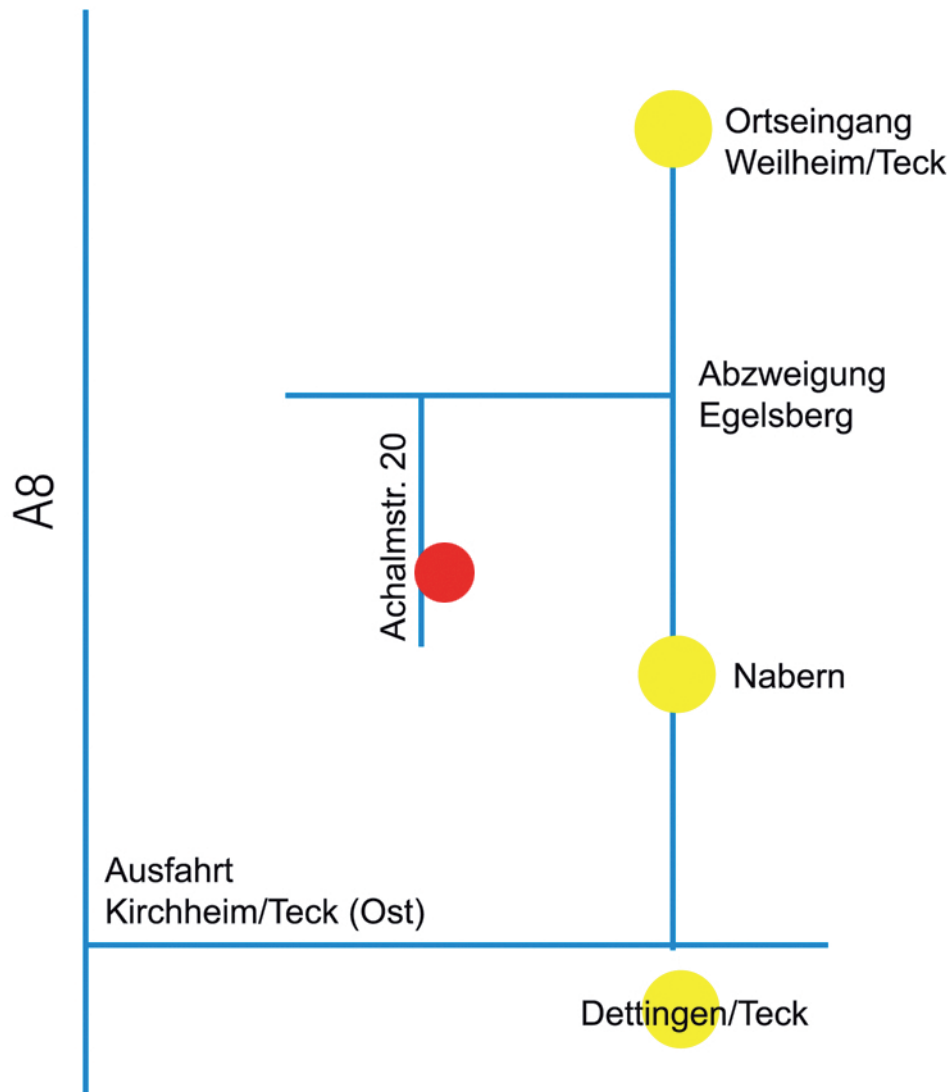 Ortseingang
Weilheim/Teck
Abzweigung
Egelsberg
Achalmstr. 20
A8
Nabern
Ausfahrt
Kirchheim/Teck (Ost)
Dettingen/Teck